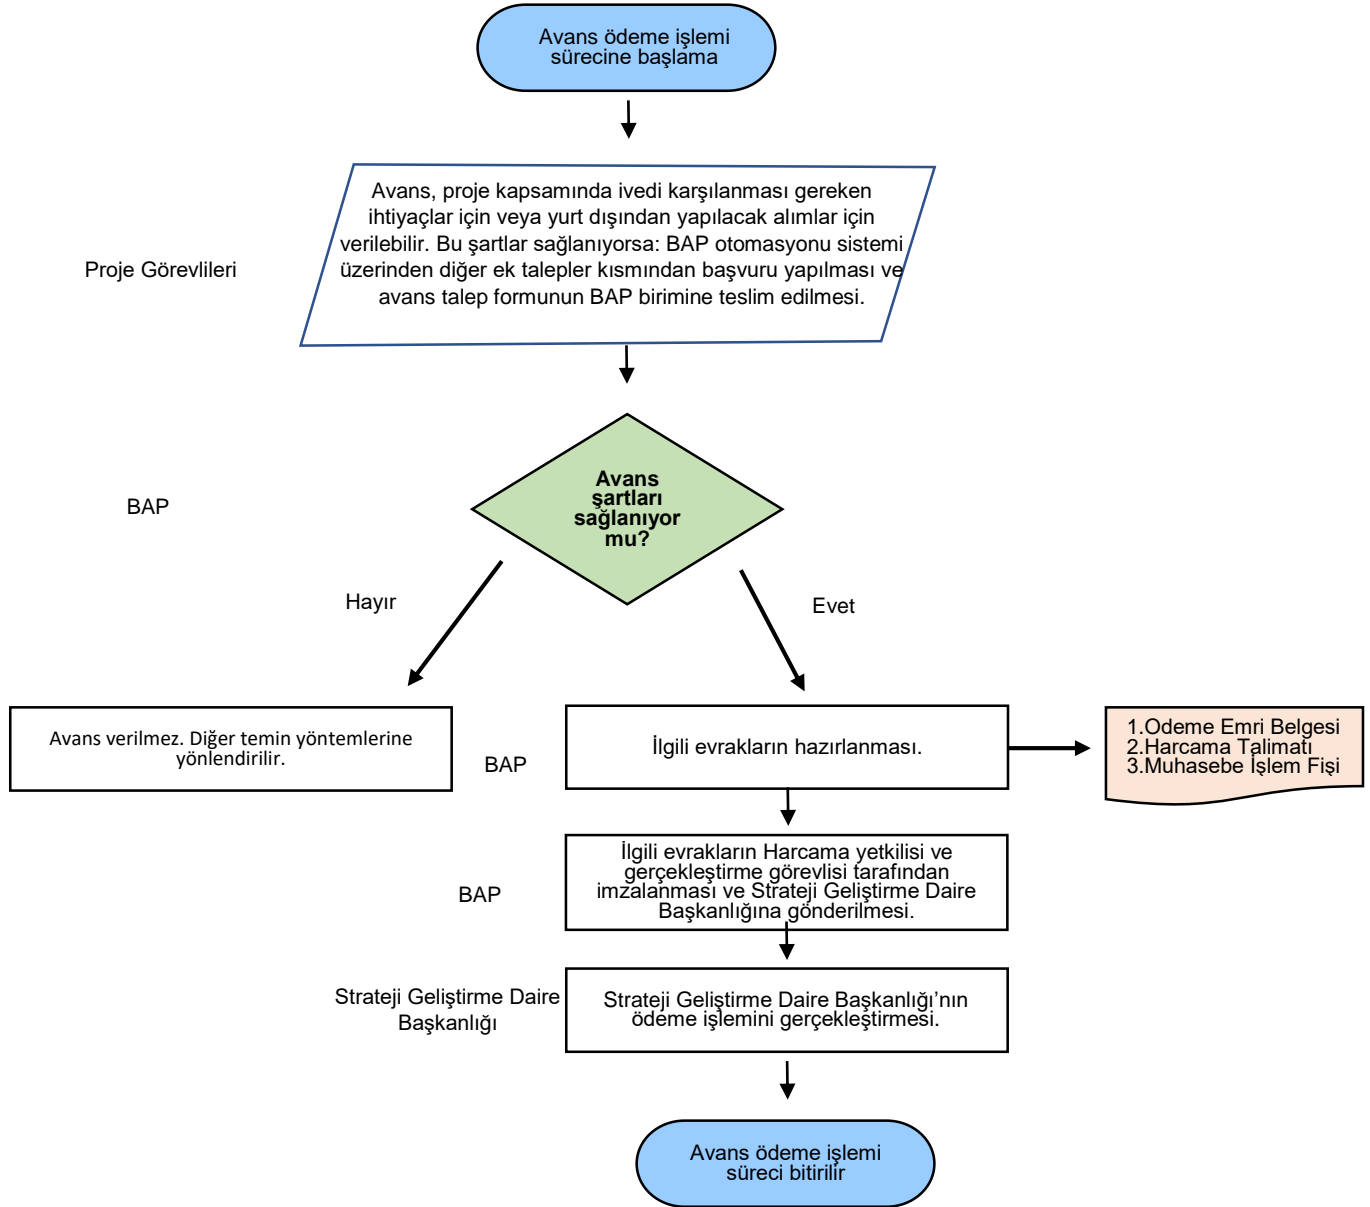 Avans ödeme işlemi
sürecine başlama
Proje Görevlileri
Avans, proje kapsamında ivedi karşılanması gereken
ihtiyaçlar için veya yurt dışından yapılacak alımlar için
verilebilir. Bu şartlar sağlanıyorsa: BAP otomasyonu sistemi
üzerinden diğer ek talepler kısmından başvuru yapılması ve
avans talep formunun BAP birimine teslim edilmesi.
BAP
Avans
şartları
sağlanıyor
mu?
Hayır
Evet
Avans verilmez. Diğer temin yöntemlerine
yönlendirilir.
BAP
İlgili evrakların hazırlanması.
1.Ödeme Emri Belgesi
2.Harcama Talimatı
3.Muhasebe İşlem Fişi
BAP
İlgili evrakların Harcama yetkilisi ve
gerçekleştirme görevlisi tarafından
imzalanması ve Strateji Geliştirme Daire
Başkanlığına gönderilmesi.
Strateji Geliştirme Daire
Başkanlığı
Strateji Geliştirme Daire Başkanlığı’nın
ödeme işlemini gerçekleştirmesi.
Avans ödeme işlemi
süreci bitirilir